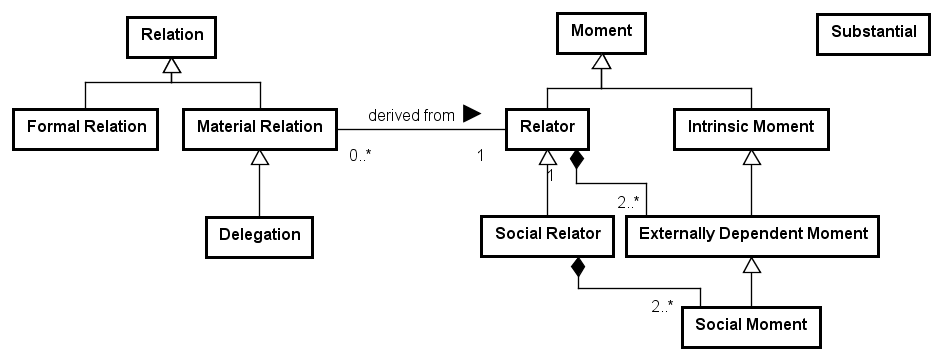 Relation
Moment
Substantial
Formal Relation
Material Relation
derived from
Relator
Intrinsic Moment
0..*
1
1
2..*
Delegation
Social Relator
Externally Dependent Moment
2..*
Social Moment